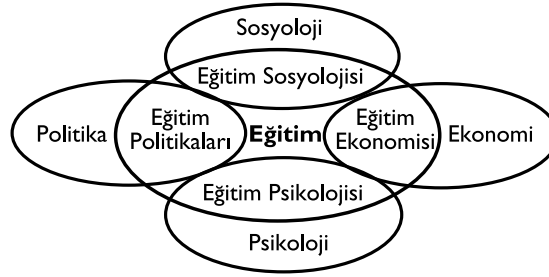 Sosyoloji
Eğitim Sosyolojisi
Politika
Eğitim
Politikaları
Eğitim
Eğitim
Ekonomisi
Ekonomi
Eğitim Psikolojisi
Psikoloji